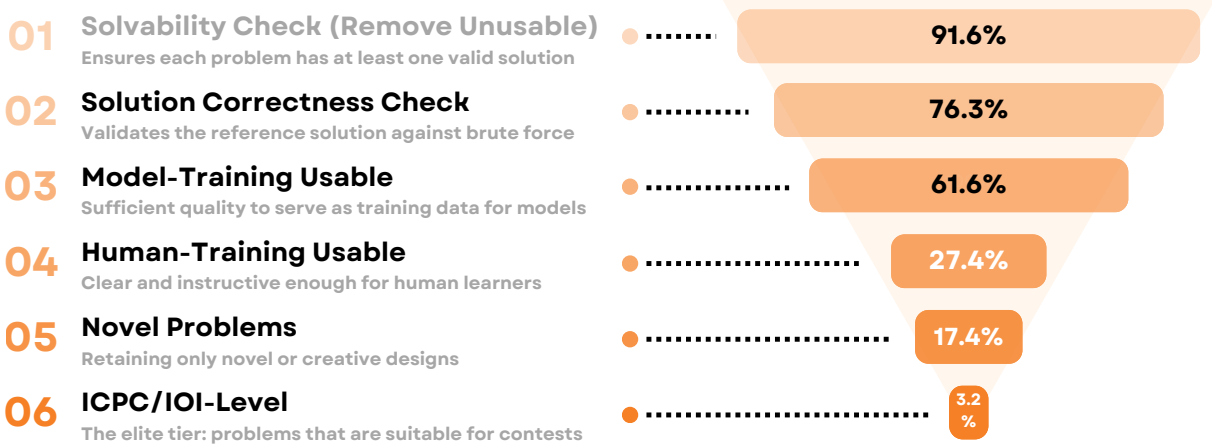 01
Solvability Check (Remove Unusable)
Ensures each problem has at least one valid solution
91.6%
02
Solution Correctness Check
Validates the reference solution against brute force
76.3%
03
Model-Training Usable
Sufficient quality to serve as training data for models
61.6%
04
Human-Training Usable
Clear and instructive enough for human learners
27.4%
05
Novel Problems
Retaining only novel or creative designs
17.4%
06
ICPC/IOI-Level
The elite tier: problems that are suitable for contests
3.2
%